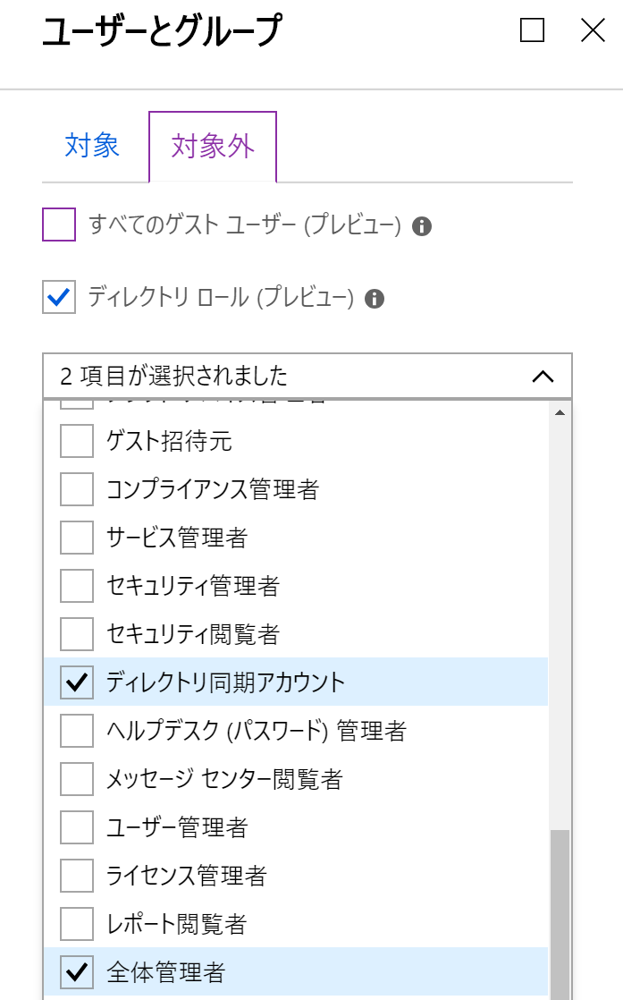 ユーザーとグループ
対象
対象外
すべてのゲスト ユーザー (プレビュー)
ディレクトリ ロール (プレビュー)
2 項目が選択されました
ゲスト招待元
コンプライアンス管理者
サービス管理者
セキュリティ管理者
セキュリティ閲覧者
ディレクトリ同期アカウント
ヘルプデスク (パスワード) 管理者
メッセージ センター閲覧者
ユーザー管理者
ライセンス管理者
レポート閲覧者
全体管理者